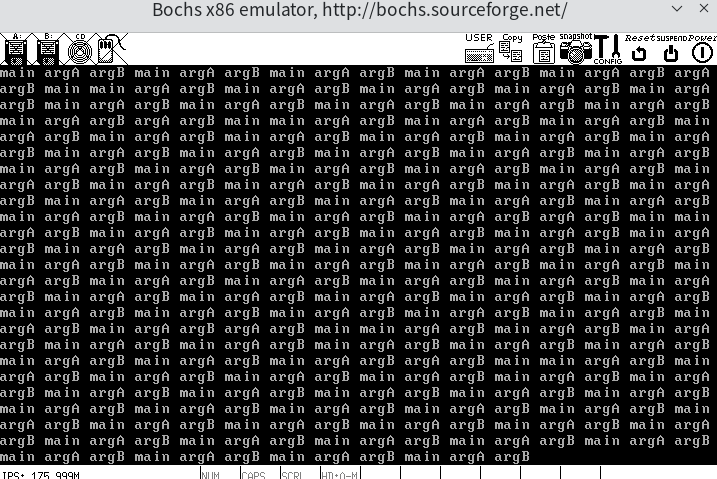 Bochs x86 emulator, http://bochs.sourceforge.net/
A: B: CD USER Copy Paste snapshot CONFIG Reset SUSPEND Power
main argA argB main argA argB main argA argB main argA argB main argA argB main
argA argB main argA argB main argA argB main argA argB main argA argB main argA
argB main argA argB main argA argB main argA argB main argA argB main argA argB
main argA argB main argA argB main argA argB main argA argB main argA argB main
argA argB main argA argB main argA argB main argA argB main argA argB main argA
argB main argA argB main argA argB main argA argB main argA argB main argA argB
main argA argB main argA argB main argA argB main argA argB main argA argB main
argA argB main argA argB main argA argB main argA argB main argA argB main argA
argB main argA argB main argA argB main argA argB main argA argB main argA argB
main argA argB main argA argB main argA argB main argA argB main argA argB main
argA argB main argA argB main argA argB main argA argB main argA argB main argA
argB main argA argB main argA argB main argA argB main argA argB main argA argB
main argA argB main argA argB main argA argB main argA argB main argA argB main
argA argB main argA argB main argA argB main argA argB main argA argB main argA
argB main argA argB main argA argB main argA argB main argA argB main argA argB
main argA argB main argA argB main argA argB main argA argB main argA argB main
argA argB main argA argB main argA argB main argA argB main argA argB main argA
argB main argA argB main argA argB main argA argB main argA argB main argA argB
main argA argB main argA argB main argA argB main argA argB main argA argB main
argA argB main argA argB main argA argB main argA argB main argA argB main argA
argB main argA argB main argA argB main argA argB main argA argB main argA argB
main argA argB main argA argB main argA argB main argA argB main argA argB main
argA argB main argA argB main argA argB main argA argB main argA argB main argA
argB main argA argB main argA argB main argA argB main argA argB main argA argB
main argA argB main argA argB main argA argB main argA argB
IPS: 175.999M NUM CAPS SCRL HD:0-M